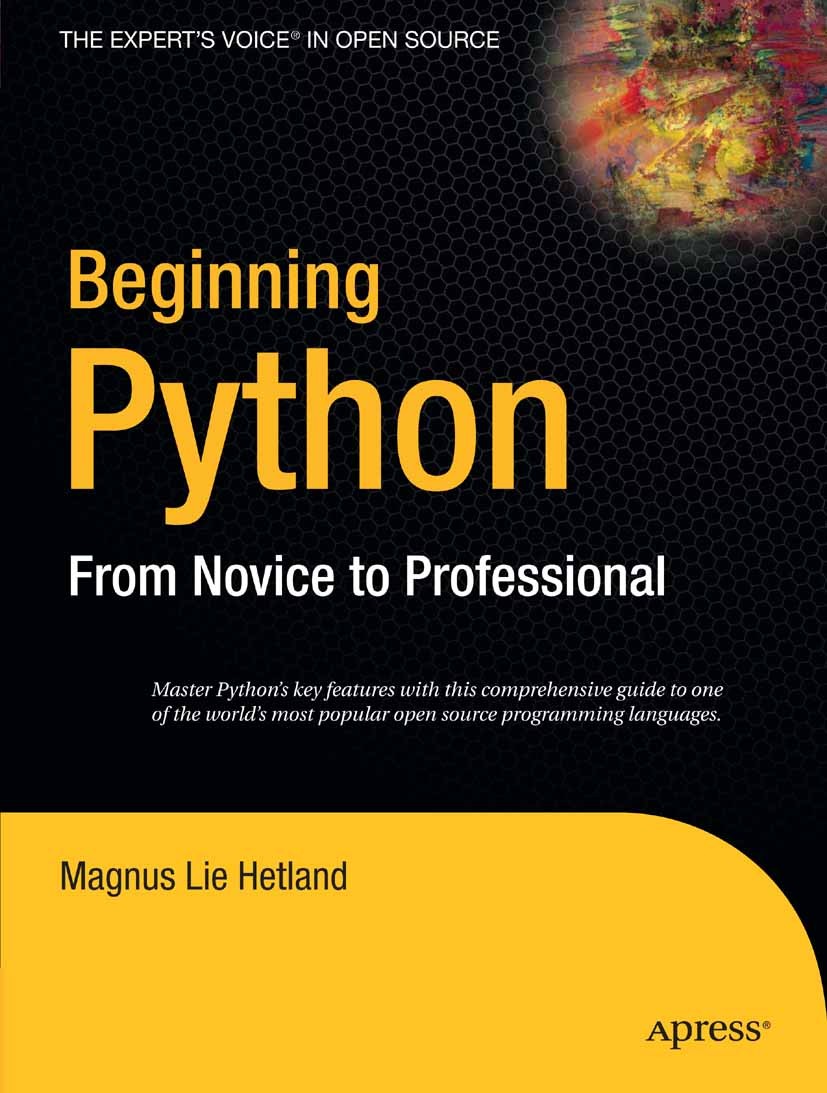 THE EXPERT'S VOICE® IN OPEN SOURCE
Beginning
Python
From Novice to Professional
Master Python's key features with this comprehensive guide to one
of the world's most popular open source programming languages.
Magnus Lie Hetland
Apress®